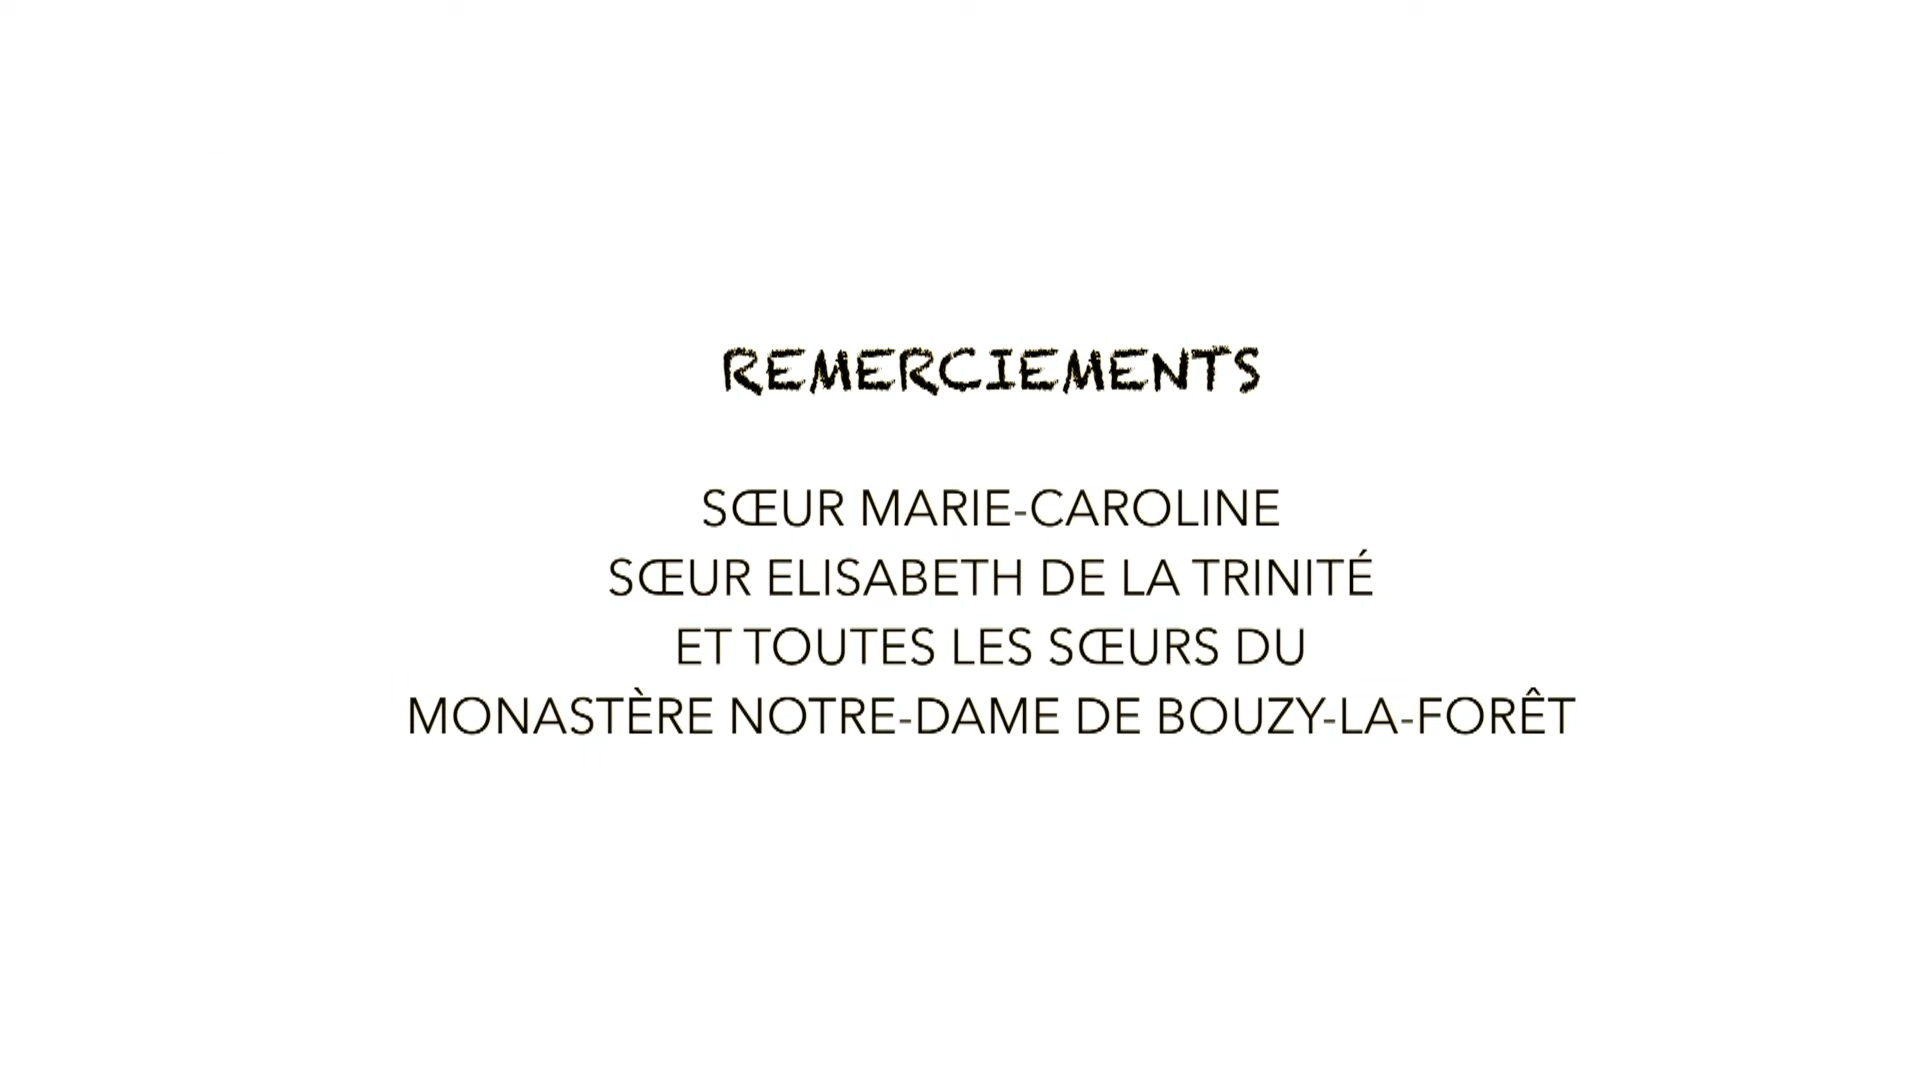 REMERCIEMENTS
SŒUR MARIE-CAROLINE
SŒUR ELISABETH DE LA TRINITÉ
ET TOUTES LES SŒURS DU
MONASTÈRE NOTRE-DAME DE BOUZY-LA-FORÊT